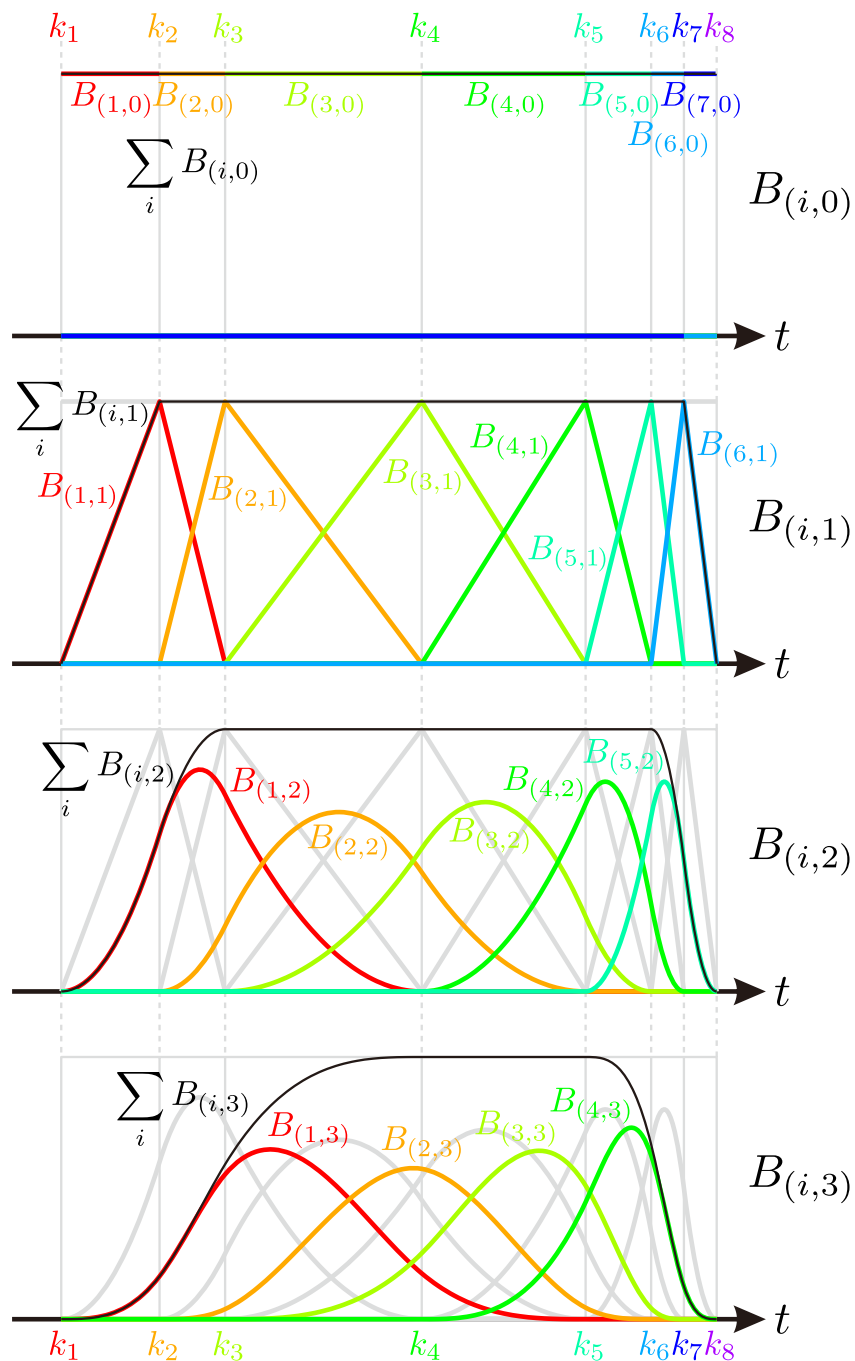 k₁ k₂ k₃ k₄ k₅ k₆ k₇ k₈
B₍₁,₀₎ B₍₂,₀₎ B₍₃,₀₎ B₍₄,₀₎ B₍₅,₀₎ B₍₇,₀₎
B₍₆,₀₎
∑ᵢ B₍ᵢ,₀₎
B₍ᵢ,₀₎
t
∑ᵢ B₍ᵢ,₁₎
B₍₄,₁₎ B₍₆,₁₎
B₍₁,₁₎ B₍₂,₁₎ B₍₃,₁₎
B₍ᵢ,₁₎
B₍₅,₁₎
t
∑ᵢ B₍ᵢ,₂₎ B₍₅,₂₎
B₍₁,₂₎ B₍₄,₂₎
B₍₂,₂₎ B₍₃,₂₎
B₍ᵢ,₂₎
t
∑ᵢ B₍ᵢ,₃₎ B₍₄,₃₎
B₍₁,₃₎ B₍₂,₃₎ B₍₃,₃₎
B₍ᵢ,₃₎
t
k₁ k₂ k₃ k₄ k₅ k₆ k₇ k₈